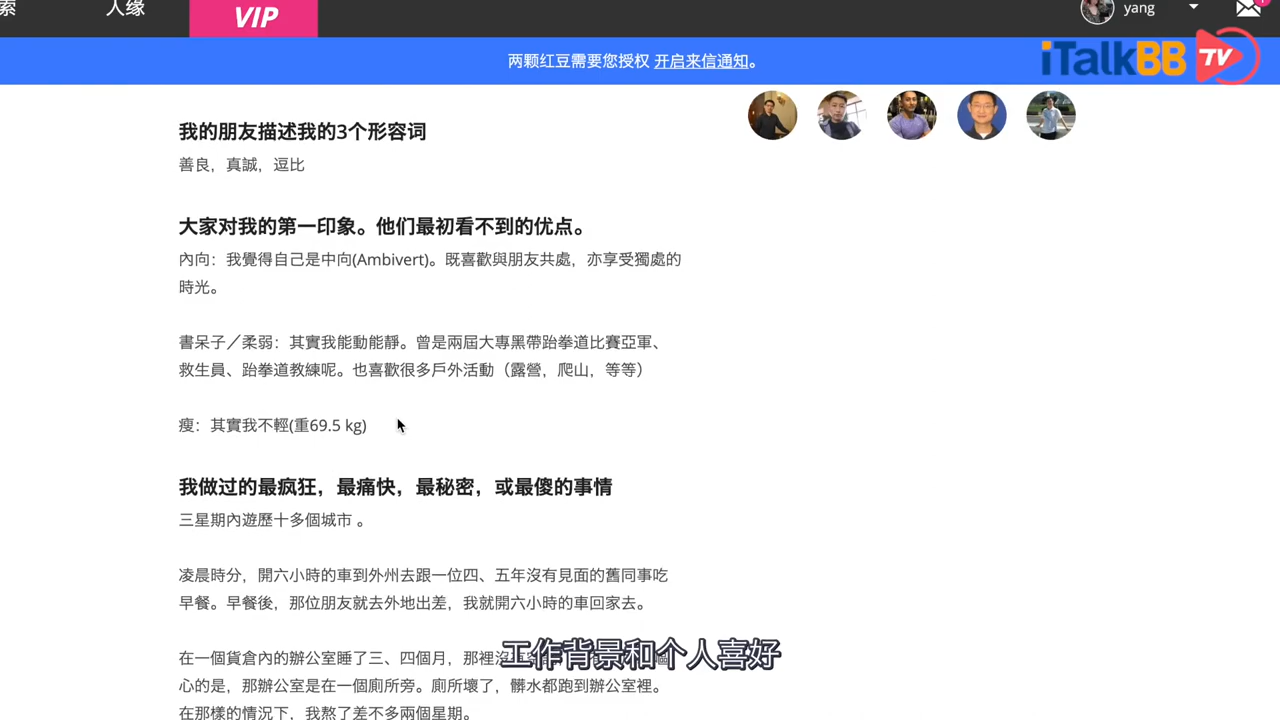 索
人缘
VIP
yang
两颗红豆需要您授权 开启来信通知。
iTalkBB TV
我的朋友描述我的3个形容词
善良，真誠，逗比
大家对我的第一印象。他们最初看不到的优点。
內向：我覺得自己是中向(Ambivert)。既喜歡與朋友共處，亦享受獨處的
時光。
書呆子／柔弱：其實我能動能靜。曾是兩屆大專黑帶跆拳道比賽亞軍、
救生員、跆拳道教練呢。也喜歡很多戶外活動（露營，爬山，等等）
瘦：其實我不輕(重69.5 kg)
我做过的最疯狂，最痛快，最秘密，或最傻的事情
三星期內遊歷十多個城市 。
凌晨時分，開六小時的車到外州去跟一位四、五年沒有見面的舊同事吃
早餐。早餐後，那位朋友就去外地出差，我就開六小時的車回家去。
在一個貨倉內的辦公室睡了三、四個月，那裡
工作背景和个人喜好
心的是，那辦公室是在一個廁所旁。廁所壞了，髒水都跑到辦公室裡。
在那樣的情況下，我熬了差不多兩個星期。